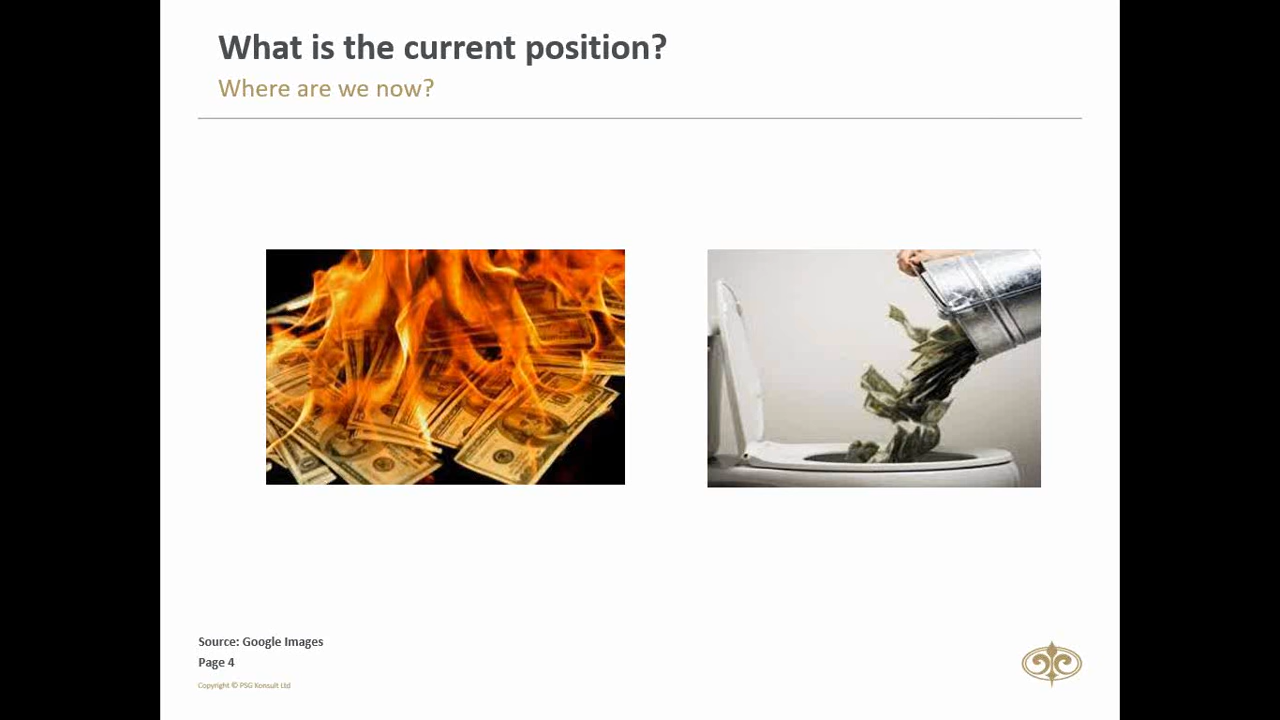 What is the current position?
Where are we now?
Source: Google Images
Page 4
Copyright © PSG Konsult Ltd